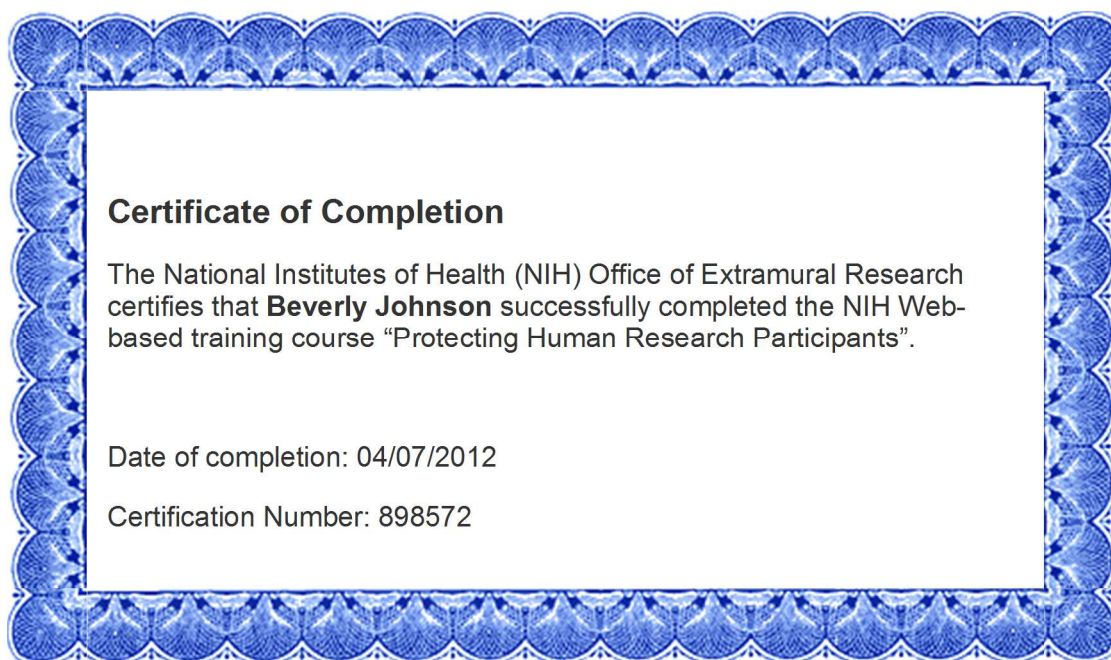 Certificate of Completion
The National Institutes of Health (NIH) Office of Extramural Research
certifies that Beverly Johnson successfully completed the NIH Web-
based training course “Protecting Human Research Participants”.
Date of completion: 04/07/2012
Certification Number: 898572